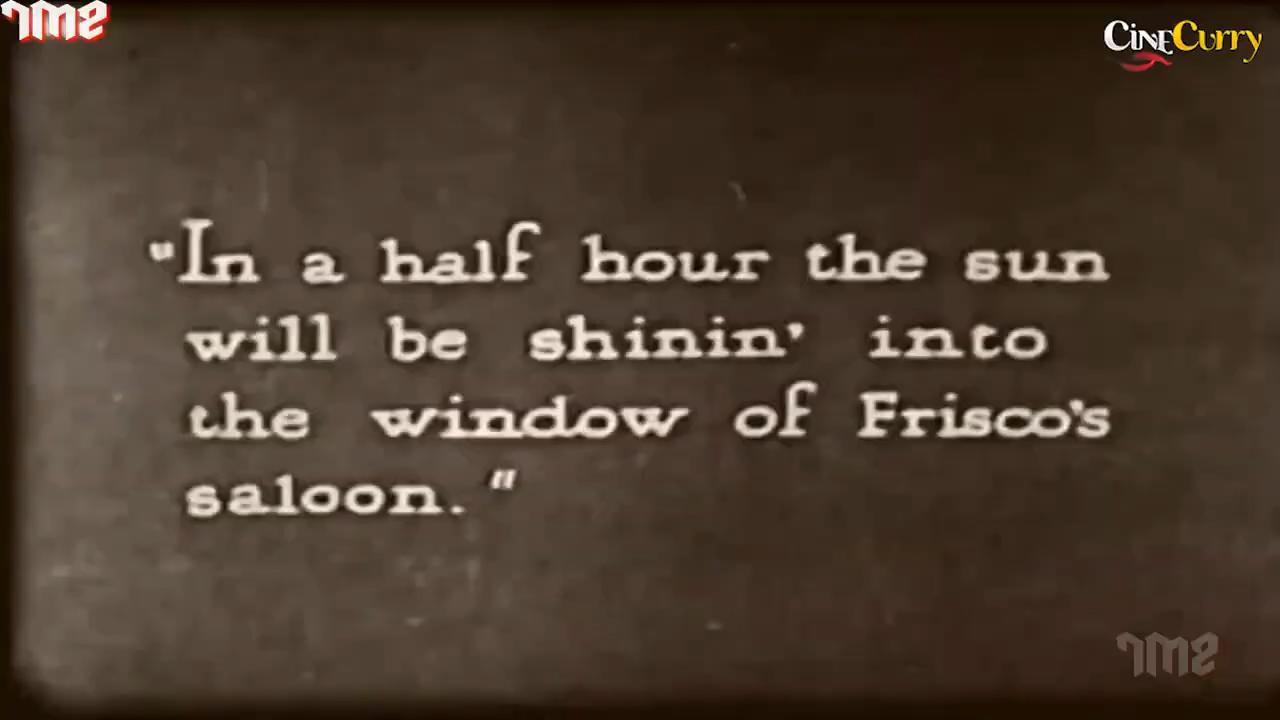 CineCurry
"In a half hour the sun
will be shinin' into
the window of Frisco's
saloon."